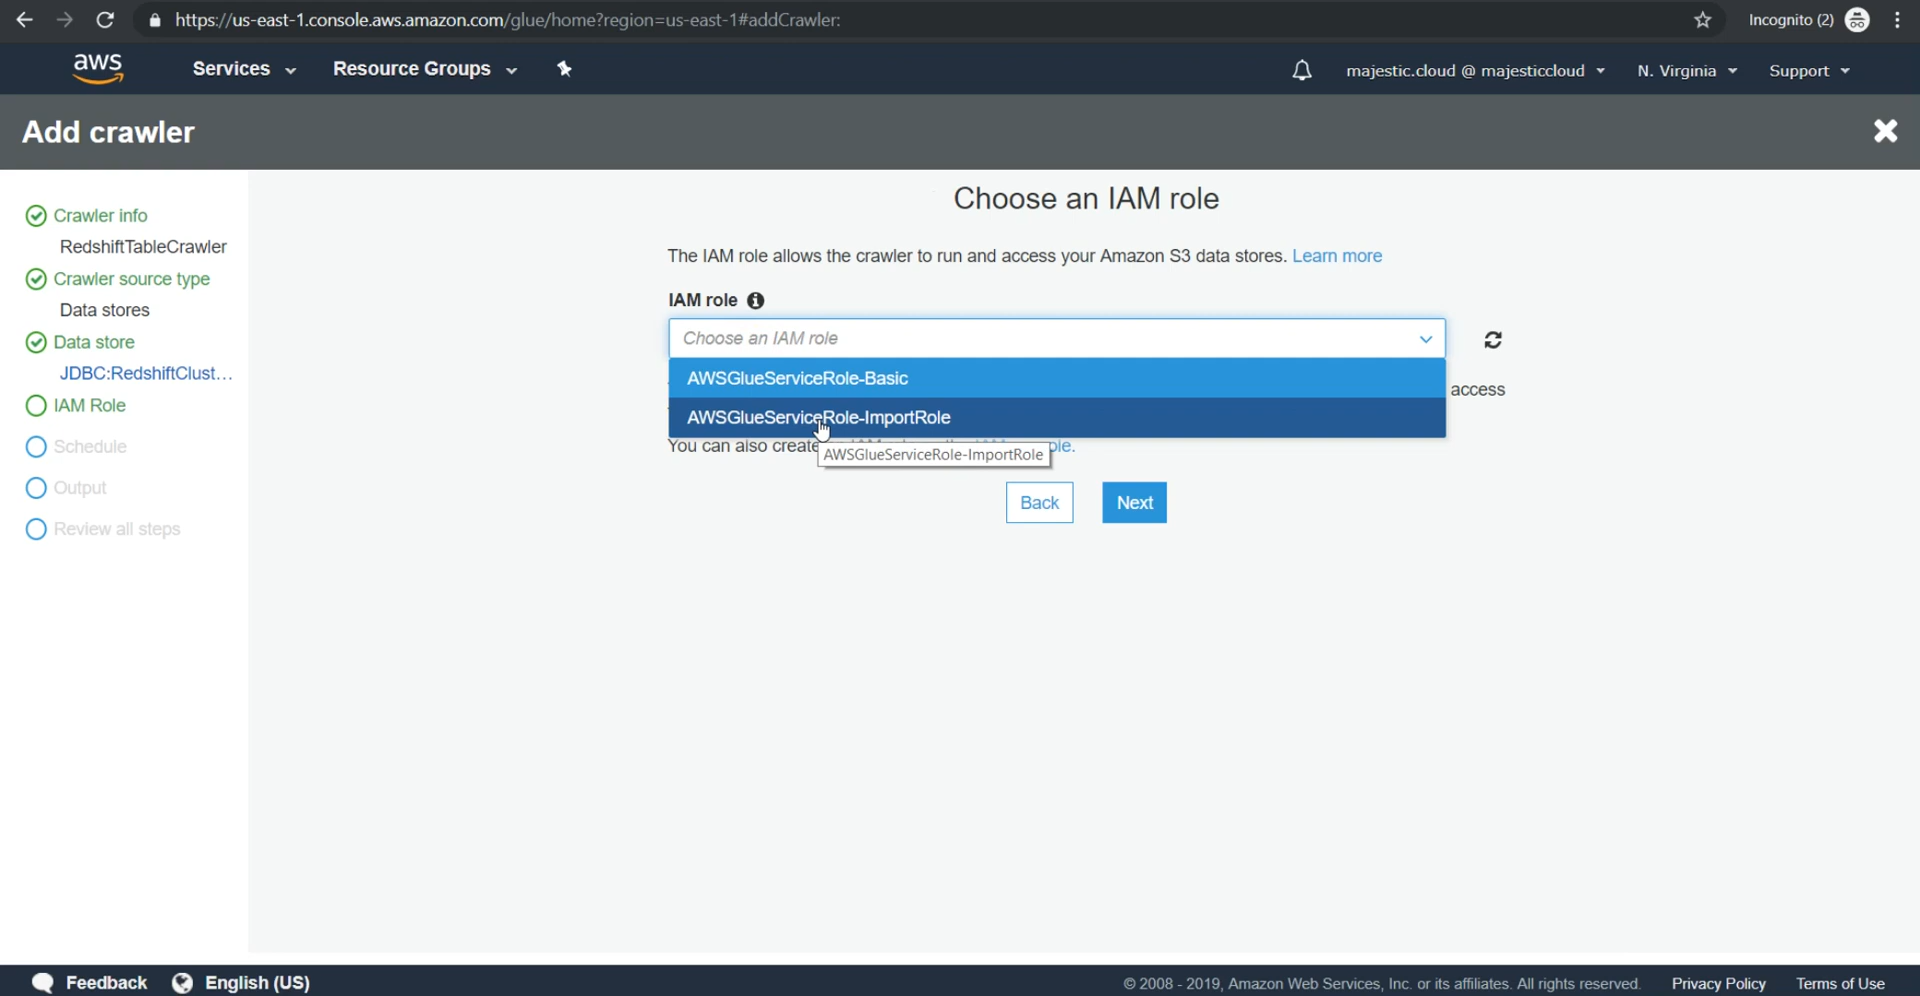 https://us-east-1.console.aws.amazon.com/glue/home?region=us-east-1#addCrawler:
Incognito (2)
aws
Services
Resource Groups
majestic.cloud @ majesticcloud
N. Virginia
Support
Add crawler
Crawler info
RedshiftTableCrawler
Crawler source type
Data stores
Data store
JDBC:RedshiftClust...
IAM Role
Schedule
Output
Review all steps
Choose an IAM role
The IAM role allows the crawler to run and access your Amazon S3 data stores. Learn more
IAM role
Choose an IAM role
AWSGlueServiceRole-Basic
access
AWSGlueServiceRole-ImportRole
You can also create
AWSGlueServiceRole-ImportRole
Back
Next
Feedback
English (US)
© 2008 - 2019, Amazon Web Services, Inc. or its affiliates. All rights reserved.
Privacy Policy
Terms of Use